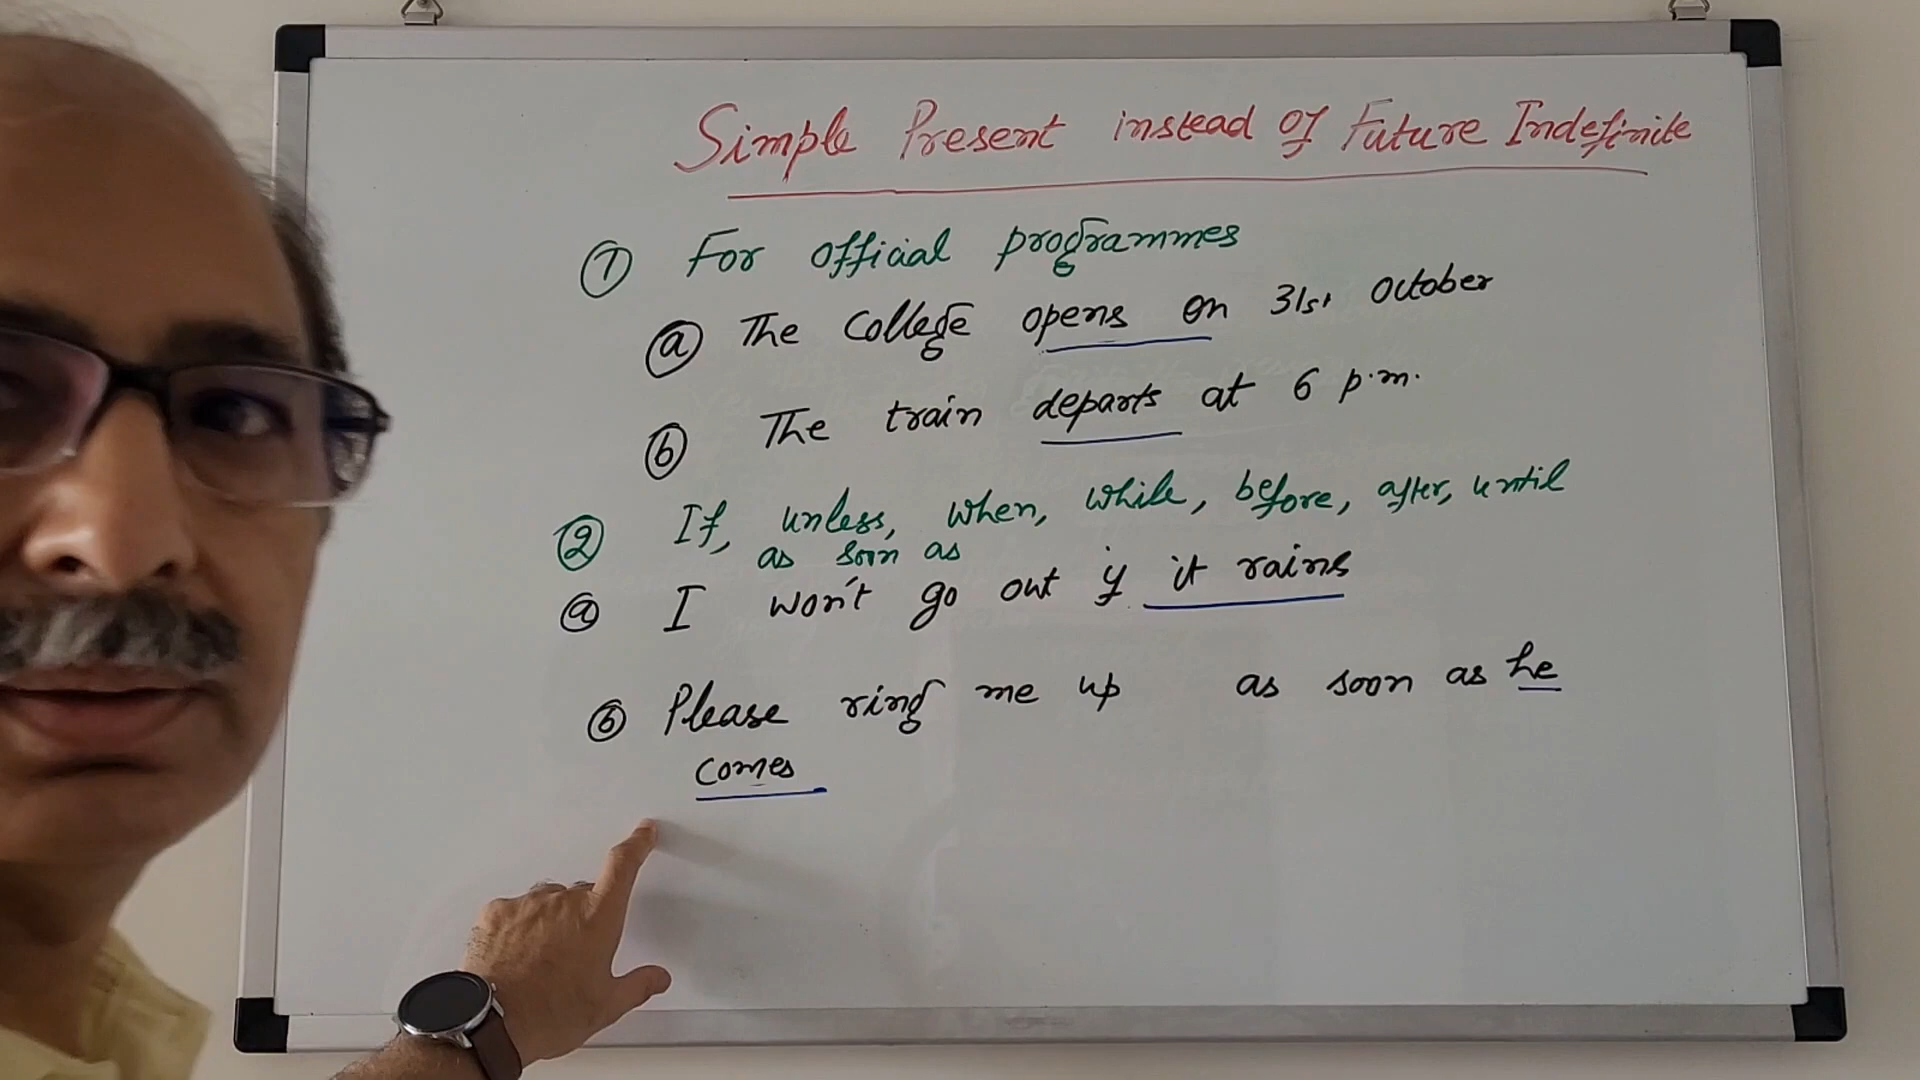 Simple Present instead of Future Indefinite
① For official programmes
ⓐ The College opens on 31st October
ⓑ The train departs at 6 p.m.
② If, unless, when, while, before, after, until
as soon as
ⓐ I won't go out if it rains
ⓑ Please ring me up as soon as he
comes